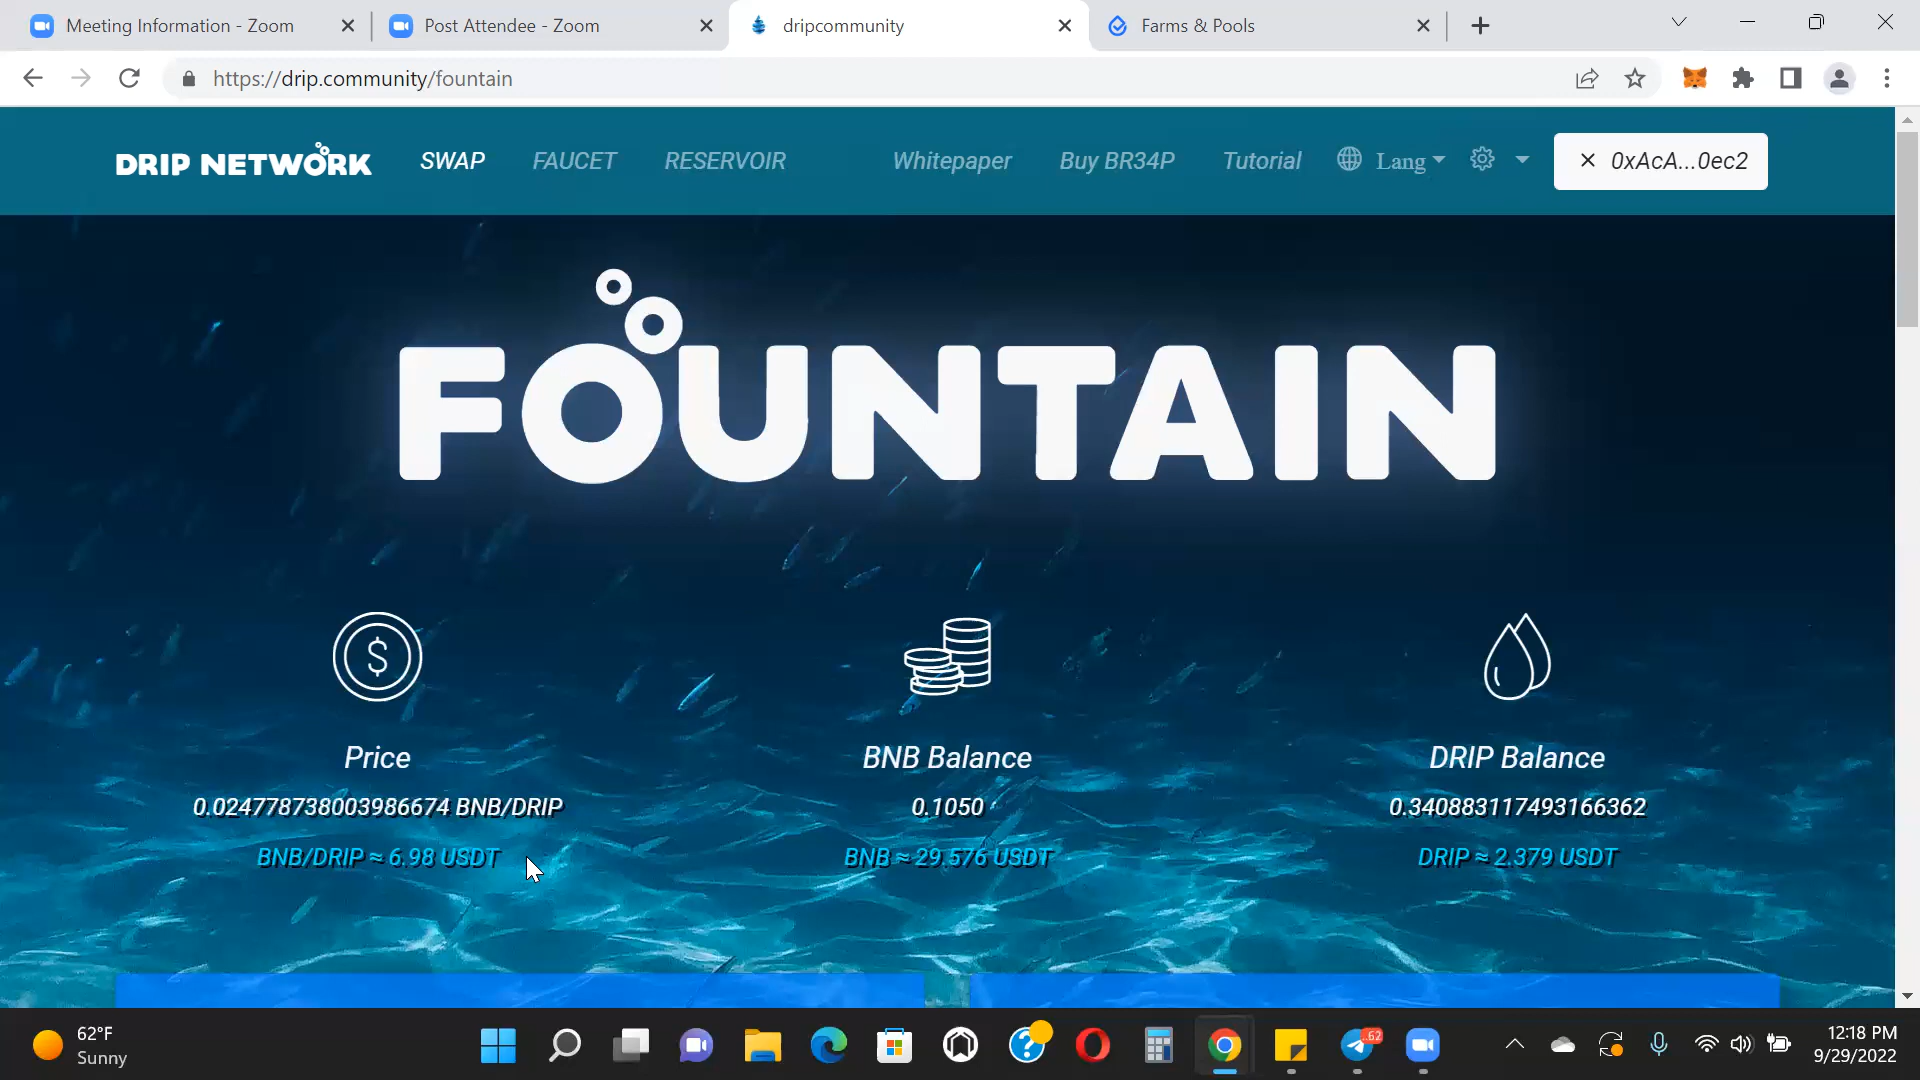 Meeting Information - Zoom
Post Attendee - Zoom
dripcommunity
Farms & Pools
https://drip.community/fountain
DRIP NETWORK
SWAP
FAUCET
RESERVOIR
Whitepaper
Buy BR34P
Tutorial
Lang
0xAcA...0ec2
FOUNTAIN
Price
BNB Balance
DRIP Balance
0.024778738003986674 BNB/DRIP
0.1050
0.340883117493166362
BNB/DRIP ≈ 6.98 USDT
BNB ≈ 29.576 USDT
DRIP ≈ 2.379 USDT
62°F
Sunny
62
12:18 PM
9/29/2022